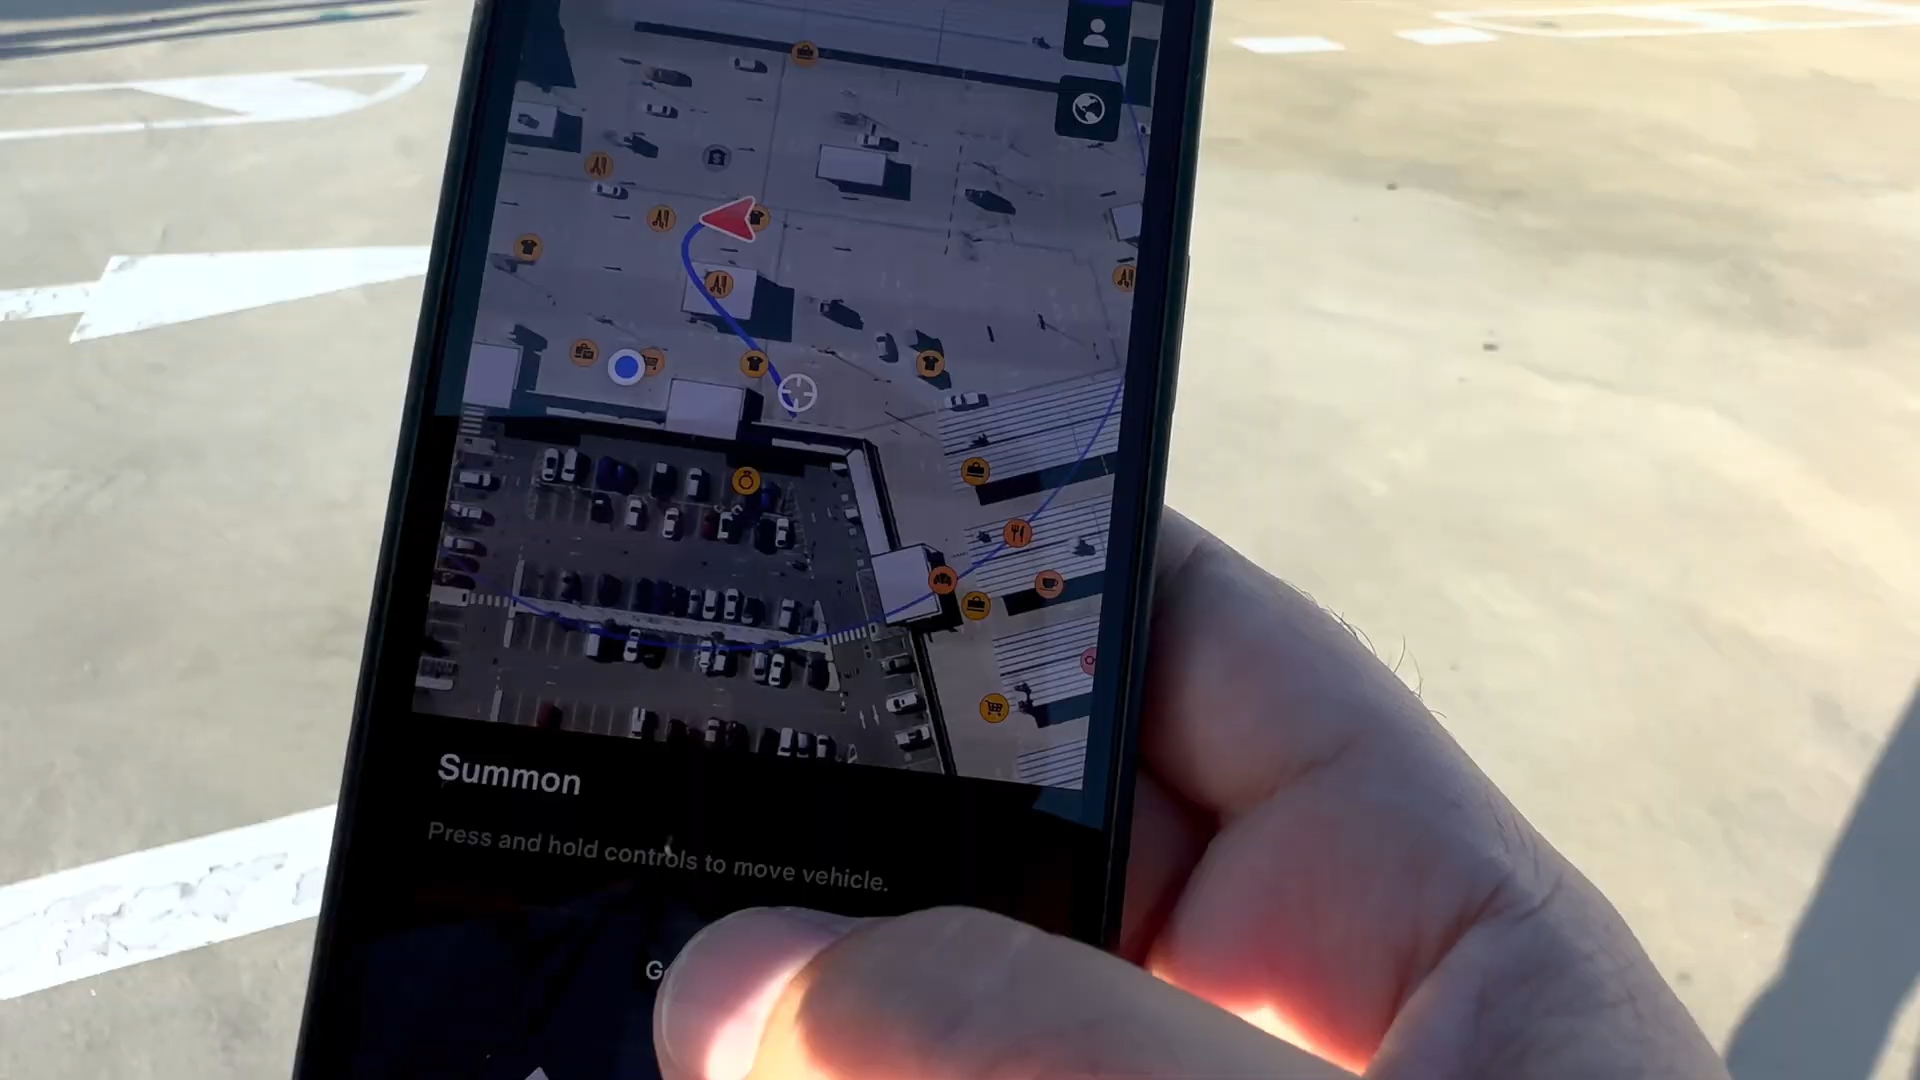 Summon
Press and hold controls to move vehicle.